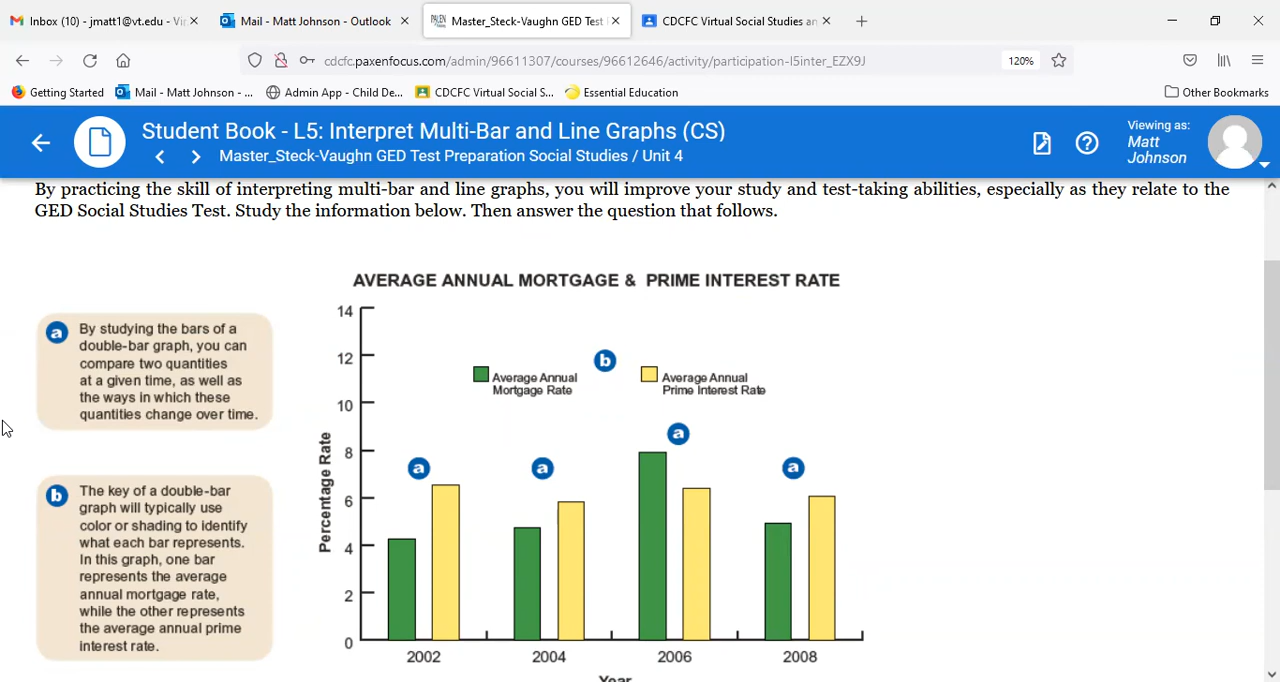 Inbox (10) - jmatt1@vt.edu - Vir
Mail - Matt Johnson - Outlook
PAXEN
Master_Steck-Vaughn GED Test
CDCFC Virtual Social Studies an
cdcfc.paxenfocus.com/admin/96611307/courses/96612646/activity/participation-l5inter_EZX9J
120%
Getting Started
Mail - Matt Johnson - ...
Admin App - Child De...
CDCFC Virtual Social S...
Essential Education
Other Bookmarks
Student Book - L5: Interpret Multi-Bar and Line Graphs (CS)
Master_Steck-Vaughn GED Test Preparation Social Studies / Unit 4
Viewing as:
Matt
Johnson
By practicing the skill of interpreting multi-bar and line graphs, you will improve your study and test-taking abilities, especially as they relate to the
GED Social Studies Test. Study the information below. Then answer the question that follows.
a
By studying the bars of a
double-bar graph, you can
compare two quantities
at a given time, as well as
the ways in which these
quantities change over time.
b
The key of a double-bar
graph will typically use
color or shading to identify
what each bar represents.
In this graph, one bar
represents the average
annual mortgage rate,
while the other represents
the average annual prime
interest rate.
AVERAGE ANNUAL MORTGAGE & PRIME INTEREST RATE
Percentage Rate
14
12
10
8
6
4
2
0
b
Average Annual
Mortgage Rate
Average Annual
Prime Interest Rate
a
a
a
a
2002
2004
2006
2008
Year